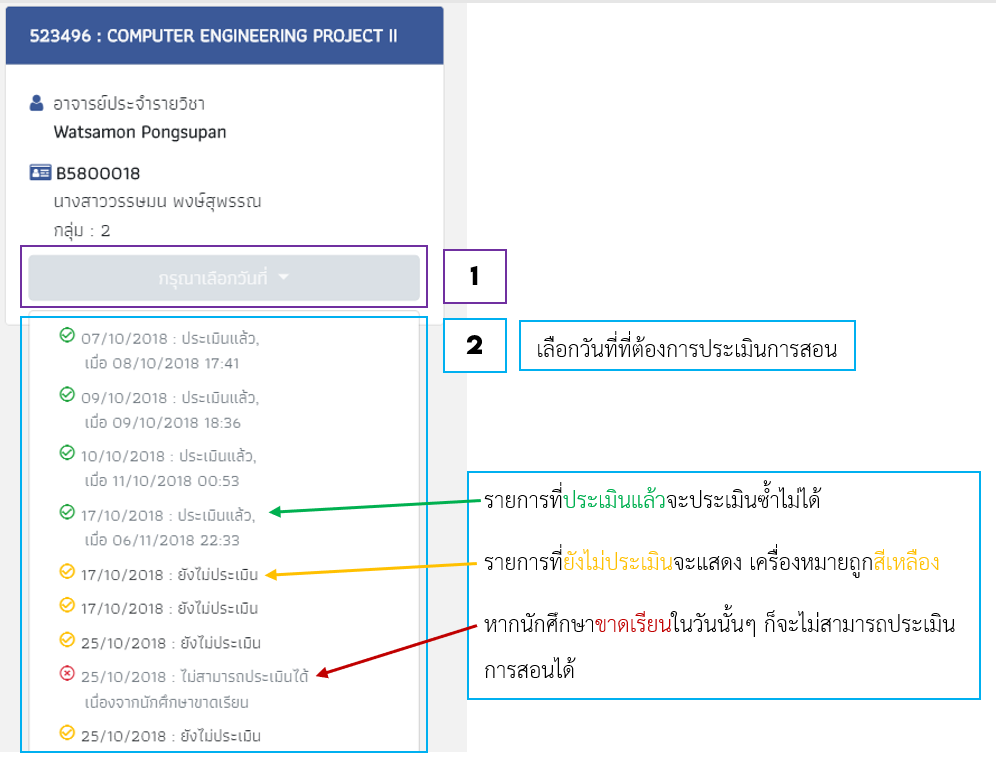 523496 : COMPUTER ENGINEERING PROJECT II
อาจารย์ประจำรายวิชา
Watsamon Pongsupan
B5800018
นางสาววรรษมน พงษ์สุพรรณ
กลุ่ม : 2
กรุณาเลือกวันที่
1
07/10/2018 : ประเมินแล้ว,
เมื่อ 08/10/2018 17:41
2
เลือกวันที่ที่ต้องการประเมินการสอน
09/10/2018 : ประเมินแล้ว,
เมื่อ 09/10/2018 18:36
10/10/2018 : ประเมินแล้ว,
เมื่อ 11/10/2018 00:53
17/10/2018 : ประเมินแล้ว,
เมื่อ 06/11/2018 22:33
17/10/2018 : ยังไม่ประเมิน
17/10/2018 : ยังไม่ประเมิน
25/10/2018 : ยังไม่ประเมิน
25/10/2018 : ไม่สามารถประเมินได้
เนื่องจากนักศึกษาขาดเรียน
25/10/2018 : ยังไม่ประเมิน
รายการที่ประเมินแล้วจะประเมินซ้ำไม่ได้
รายการที่ยังไม่ประเมินจะแสดง เครื่องหมายถูกสีเหลือง
หากนักศึกษาขาดเรียนในวันนั้นๆ ก็จะไม่สามารถประเมิน
การสอนได้